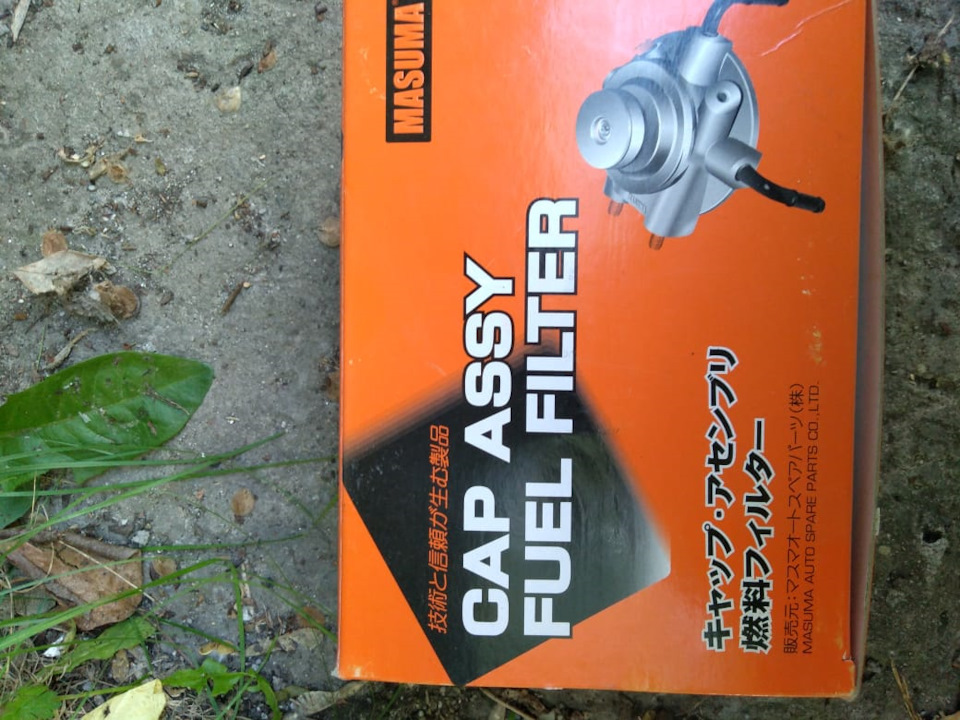 MASUMA
技術と信頼が生む製品
CAP ASSY
FUEL FILTER
キャップ・アセンブリ
燃料フィルター
販売元:マスマオートスペアパーツ(株)
MASUMA AUTO SPARE PARTS CO.,LTD.